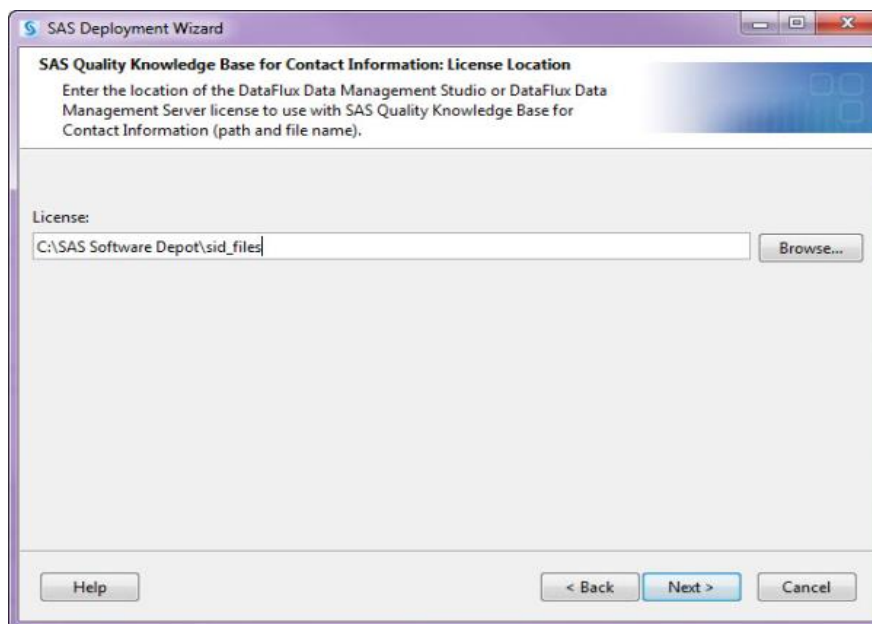 SAS Deployment Wizard
SAS Quality Knowledge Base for Contact Information: License Location
Enter the location of the DataFlux Data Management Studio or DataFlux Data
Management Server license to use with SAS Quality Knowledge Base for
Contact Information (path and file name).
License:
C:\SAS Software Depot\sid_files
Browse...
Help
< Back
Next >
Cancel